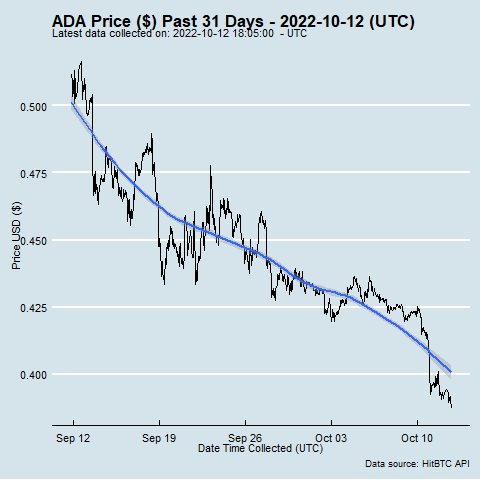 ADA Price ($) Past 31 Days - 2022-10-12 (UTC)
Latest data collected on: 2022-10-12 18:05:00  - UTC
0.500
0.475
0.450
0.425
0.400
Price USD ($)
Sep 12
Sep 19
Sep 26
Oct 03
Oct 10
Date Time Collected (UTC)
Data source: HitBTC API